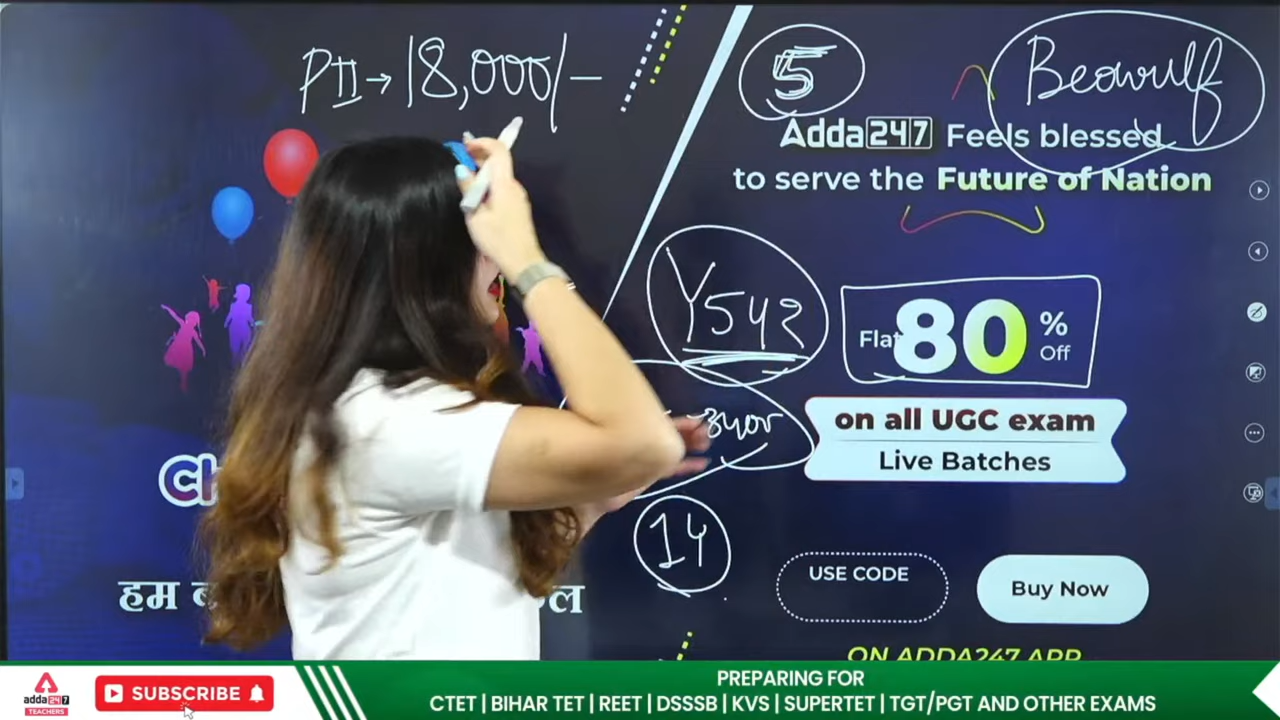 PII → 18,000/-
5
Beowulf
Adda247 Feels blessed
to serve the Future of Nation
Y542
Flat 80% Off
on all UGC exam
Live Batches
14
USE CODE
Buy Now
हम
ON ADDA247 APP
adda247
TEACHERS
SUBSCRIBE
PREPARING FOR
CTET | BIHAR TET | REET | DSSSB | KVS | SUPERTET | TGT/PGT AND OTHER EXAMS